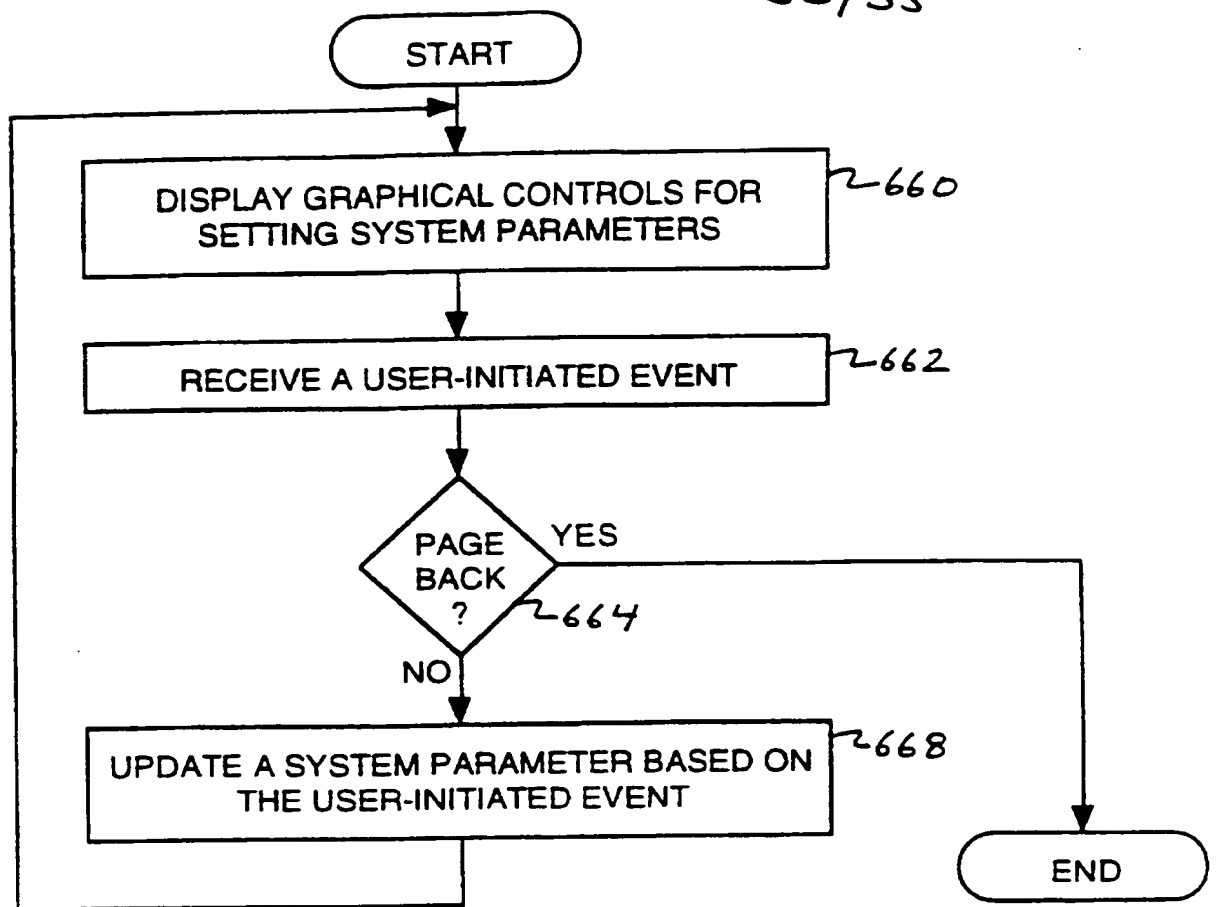 START
DISPLAY GRAPHICAL CONTROLS FOR
SETTING SYSTEM PARAMETERS
660
RECEIVE A USER-INITIATED EVENT
662
PAGE
BACK
?
YES
664
NO
UPDATE A SYSTEM PARAMETER BASED ON
THE USER-INITIATED EVENT
668
END